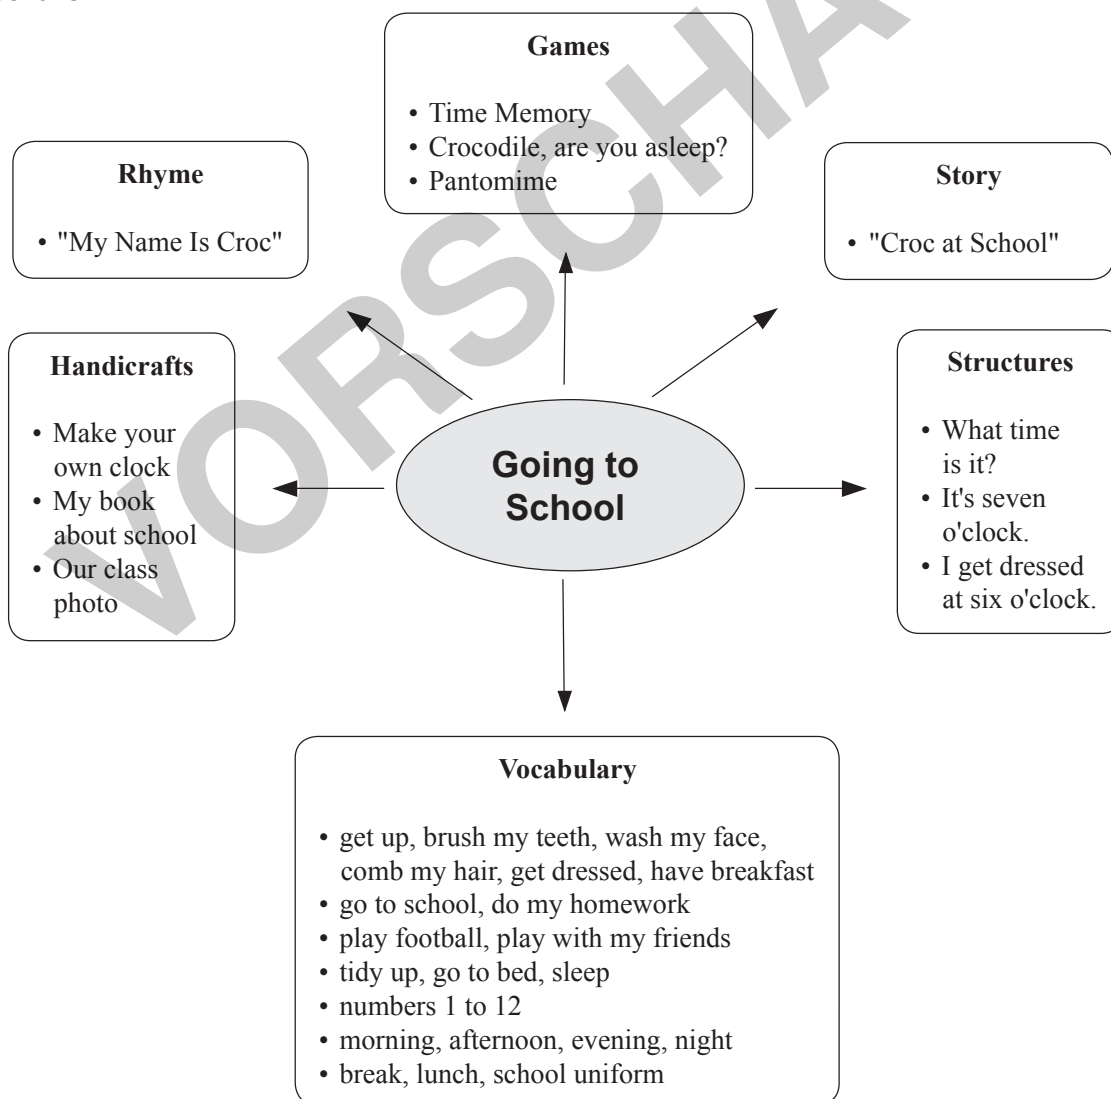 Games
• Time Memory
• Crocodile, are you asleep?
• Pantomime
Rhyme
• "My Name Is Croc"
Story
• "Croc at School"
Handicrafts
• Make your
own clock
• My book
about school
• Our class
photo
Going to
School
Structures
• What time
is it?
• It's seven
o'clock.
• I get dressed
at six o'clock.
Vocabulary
• get up, brush my teeth, wash my face,
comb my hair, get dressed, have breakfast
• go to school, do my homework
• play football, play with my friends
• tidy up, go to bed, sleep
• numbers 1 to 12
• morning, afternoon, evening, night
• break, lunch, school uniform
VORSCHA